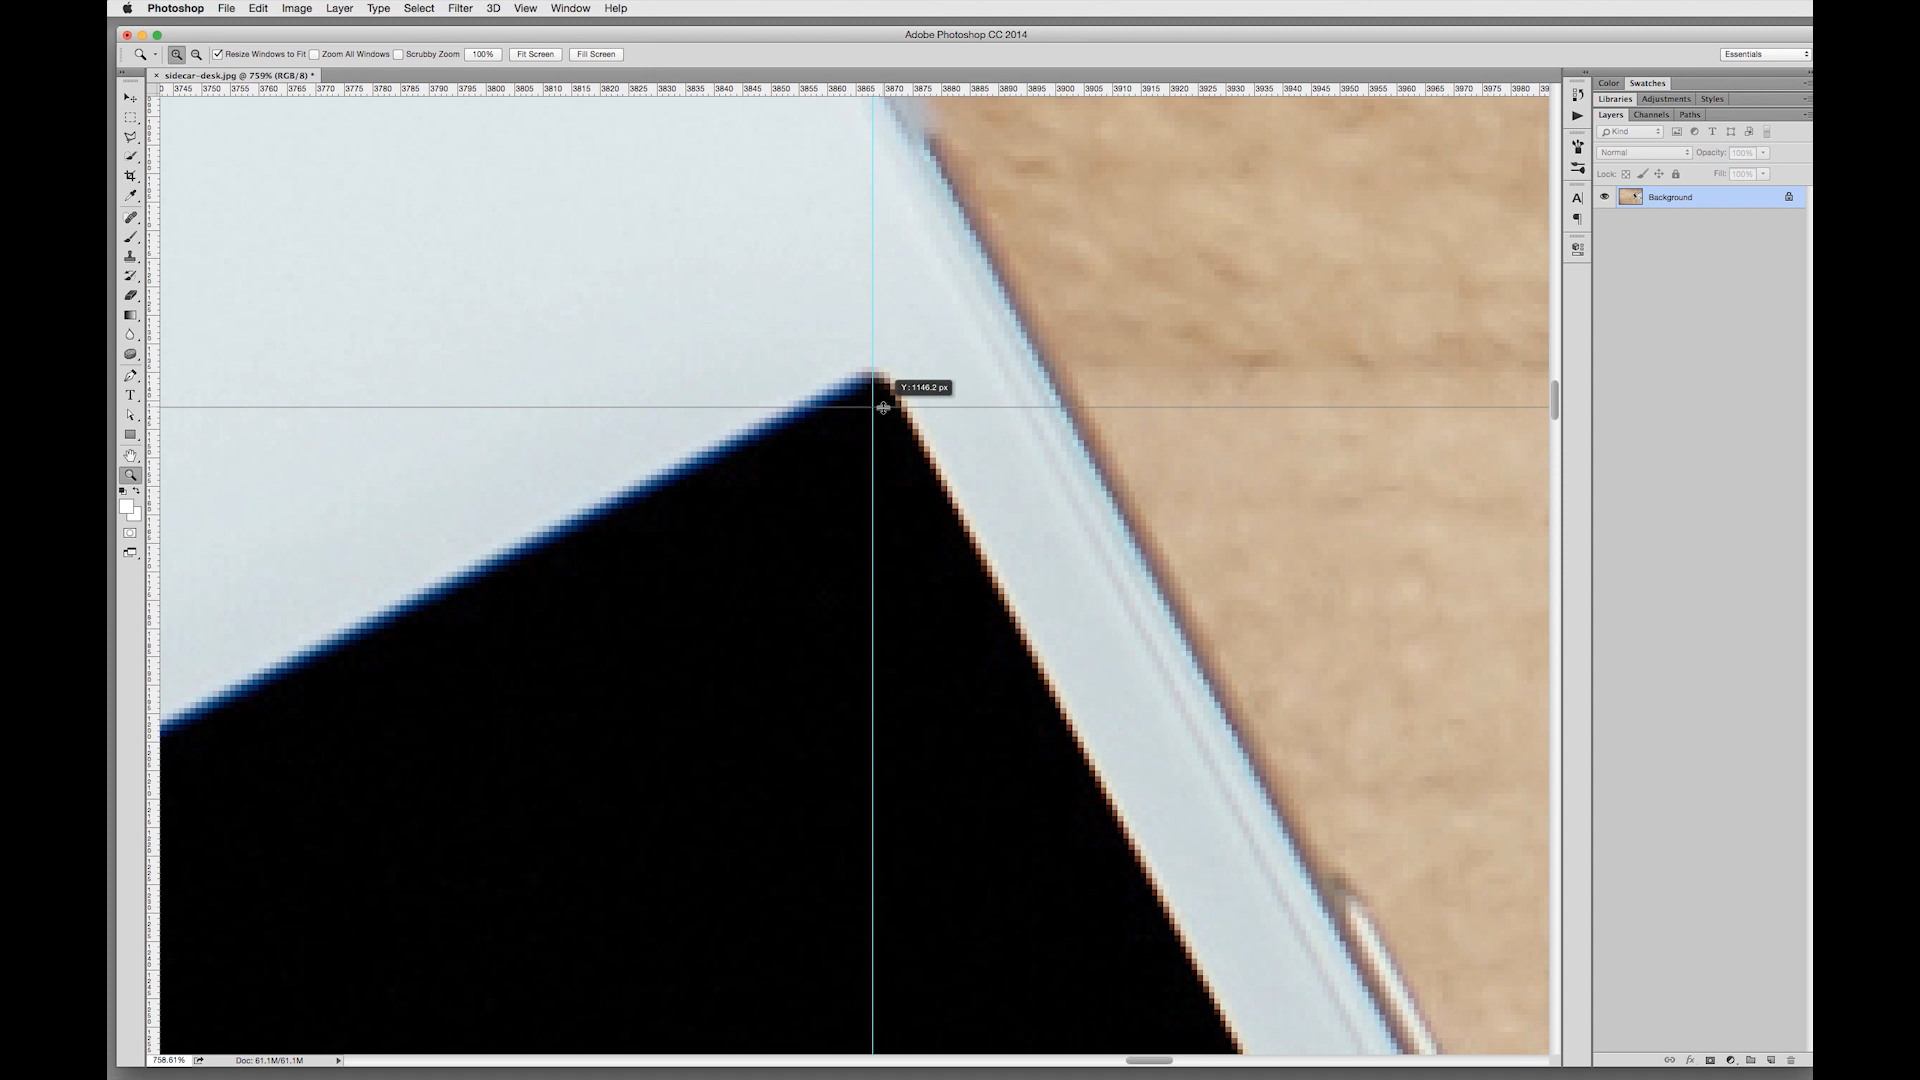 Photoshop File Edit Image Layer Type Select Filter 3D View Window Help
Adobe Photoshop CC 2014
Resize Windows to Fit Zoom All Windows Scrubby Zoom 100% Fit Screen Fill Screen Essentials
× sidecar-desk.jpg @ 759% (RGB/8) *
0 3745 3750 3755 3760 3765 3770 3775 3780 3785 3790 3795 3800 3805 3810 3815 3820 3825 3830 3835 3840 3845 3850 3855 3860 3865 3870 3875 3880 3885 3890 3895 3900 3905 3910 3915 3920 3925 3930 3935 3940 3945 3950 3955 3960 3965 3970 3975 3980 39
Color Swatches
Libraries Adjustments Styles
Layers Channels Paths
Kind
Normal Opacity: 100%
Lock: Fill: 100%
Background
Y: 1146.2 px
758.61% Doc: 61.1M/61.1M